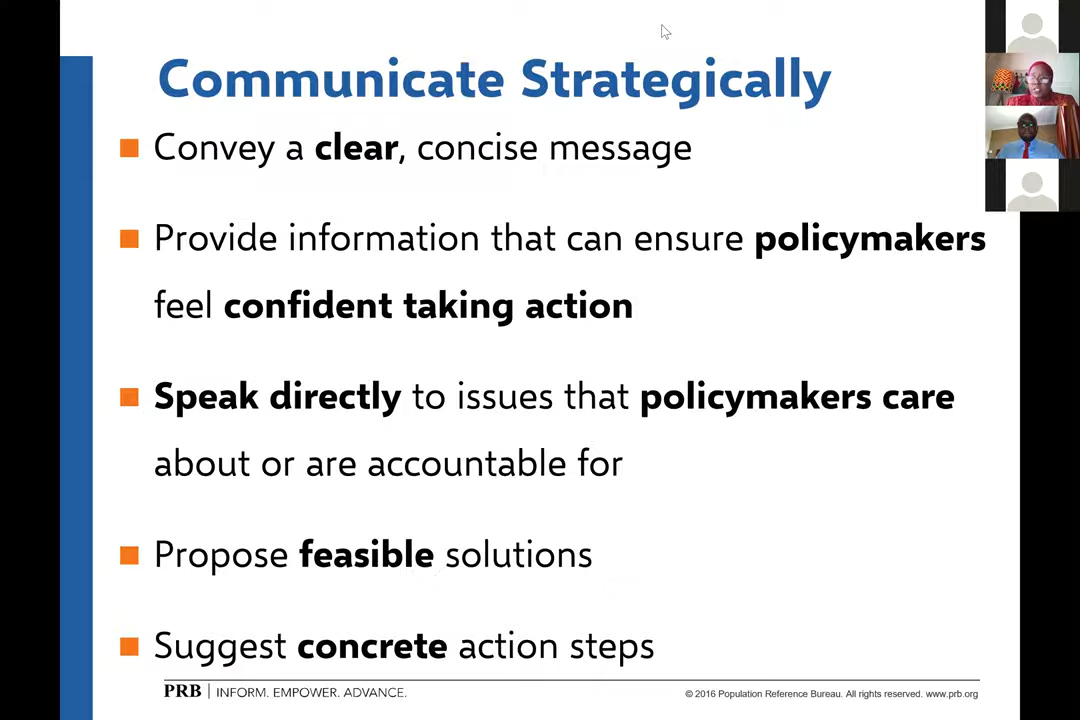 Communicate Strategically
Convey a clear, concise message
Provide information that can ensure policymakers
feel confident taking action
Speak directly to issues that policymakers care
about or are accountable for
Propose feasible solutions
Suggest concrete action steps
PRB | INFORM. EMPOWER. ADVANCE.
© 2016 Population Reference Bureau. All rights reserved. www.prb.org